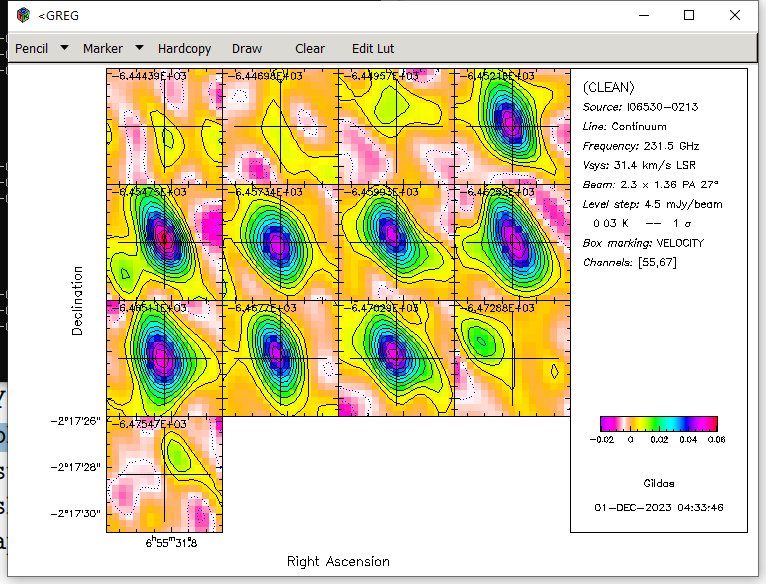 <GREG
Pencil Marker Hardcopy Draw Clear Edit Lut
-6.44439E+03 -6.44698E+03 -6.44957E+03 -6.45216E+03
-6.45475E+03 -6.45734E+03 -6.45993E+03 -6.46252E+03
-6.46511E+03 -6.4677E+03 -6.47029E+03 -6.47288E+03
-6.47547E+03
Declination
-2°17'26"
-2°17'28"
-2°17'30"
6ʰ55ᵐ31ˢ.8
Right Ascension
(CLEAN)
Source: I06530-0213
Line: Continuum
Frequency: 231.5 GHz
Vsys: 31.4 km/s LSR
Beam: 2.3 x 1.36 PA 27°
Level step: 4.5 mJy/beam
0.03 K -- 1 σ
Box marking: VELOCITY
Channels: [55,67]
-0.02 0 0.02 0.04 0.06
Gildas
01-DEC-2023 04:33:46